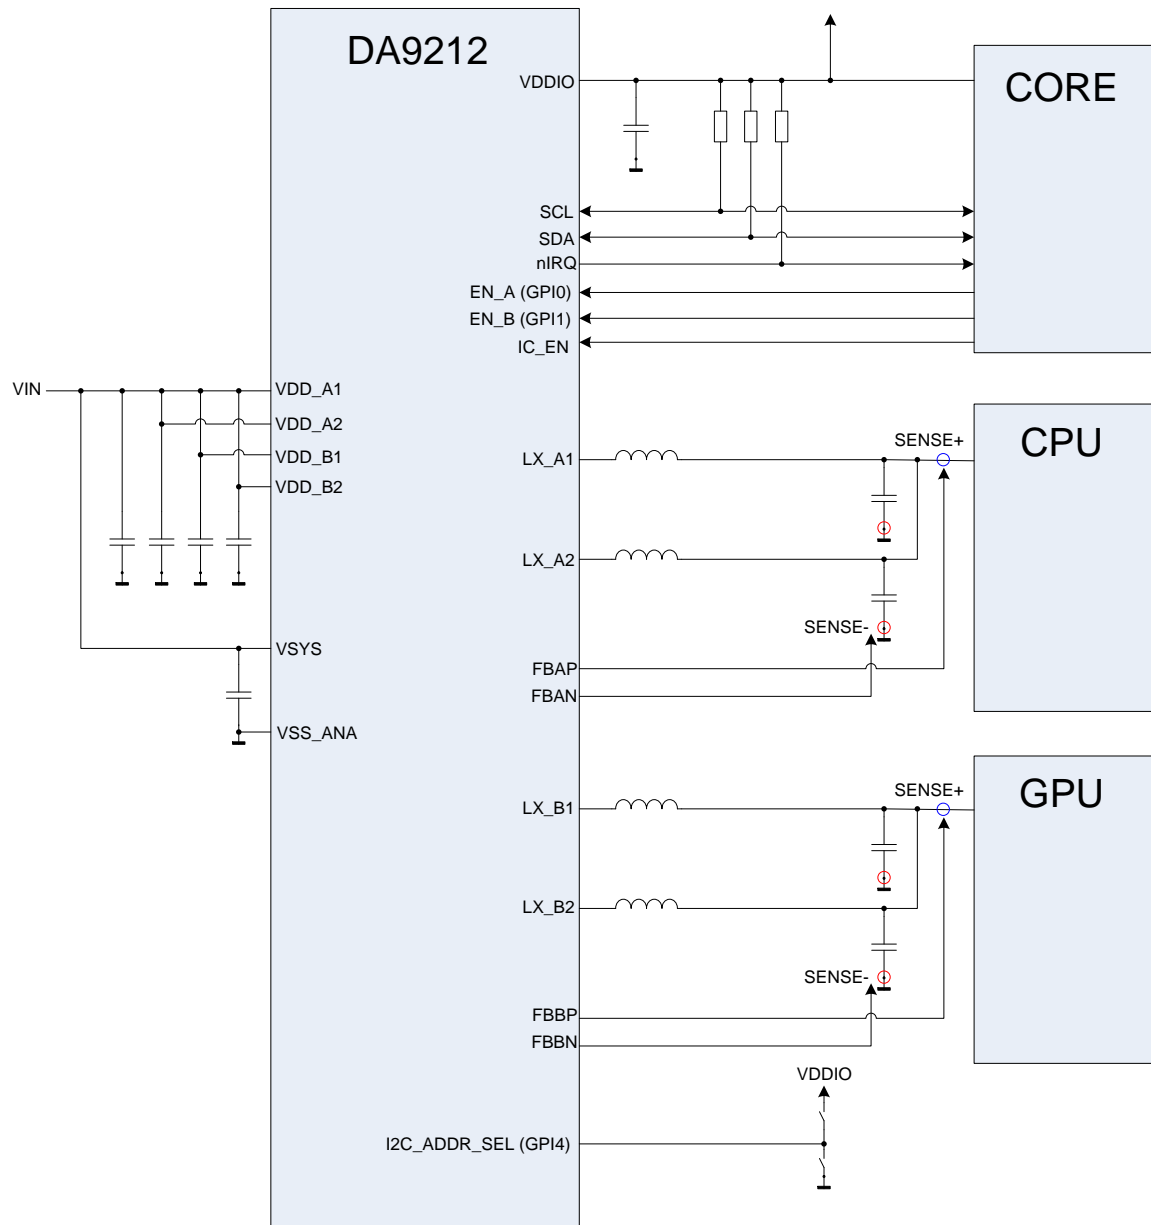 DA9212
CORE
VDDIO
SCL
SDA
nIRQ
EN_A (GPI0)
EN_B (GPI1)
IC_EN
VIN
VDD_A1
VDD_A2
VDD_B1
VDD_B2
CPU
SENSE+
LX_A1
LX_A2
SENSE-
VSYS
FBAP
FBAN
VSS_ANA
GPU
SENSE+
LX_B1
LX_B2
SENSE-
FBBP
FBBN
VDDIO
I2C_ADDR_SEL (GPI4)